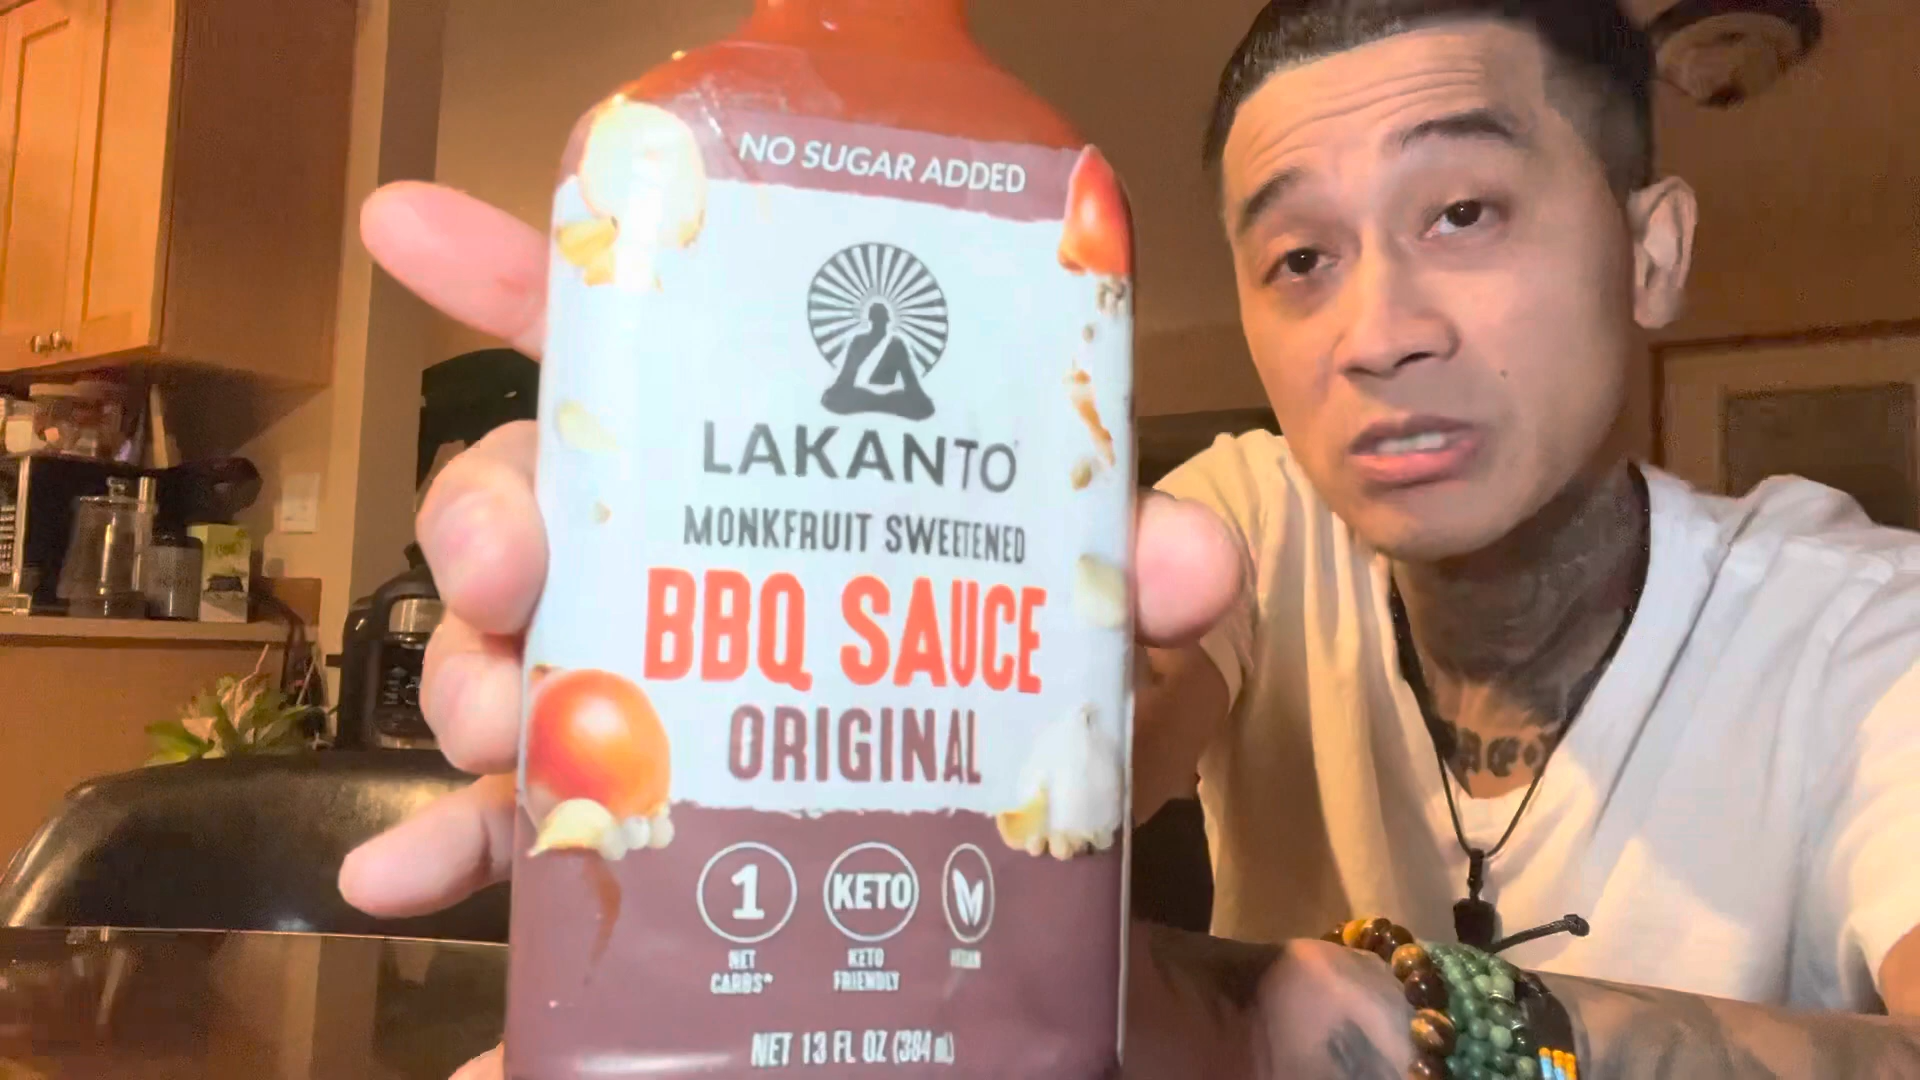 NO SUGAR ADDED
LAKANTO
MONKFRUIT SWEETENED
BBQ SAUCE
ORIGINAL
1
NET
CARBS*
KETO
KETO
FRIENDLY
VEGAN
NET 13 FL OZ (384 mL)